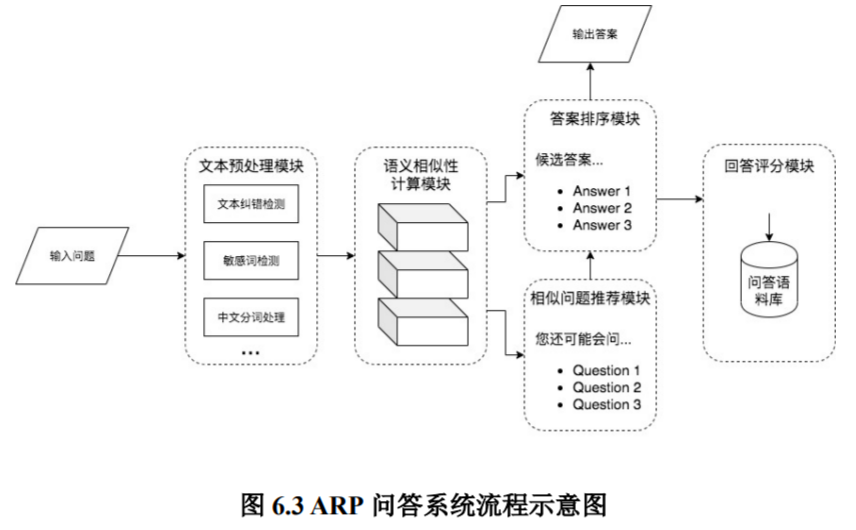 输入问题
文本预处理模块
文本纠错检测
敏感词检测
中文分词处理
...
语义相似性
计算模块
输出答案
答案排序模块
候选答案...
• Answer 1
• Answer 2
• Answer 3
相似问题推荐模块
您还可能会问...
• Question 1
• Question 2
• Question 3
回答评分模块
问答语
料库
图 6.3 ARP 问答系统流程示意图